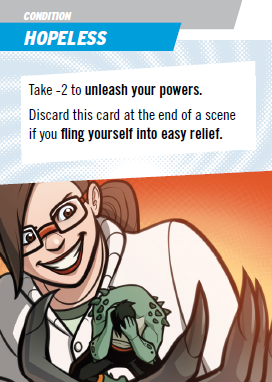 CONDITION
HOPELESS
Take -2 to unleash your powers.
Discard this card at the end of a scene
if you fling yourself into easy relief.